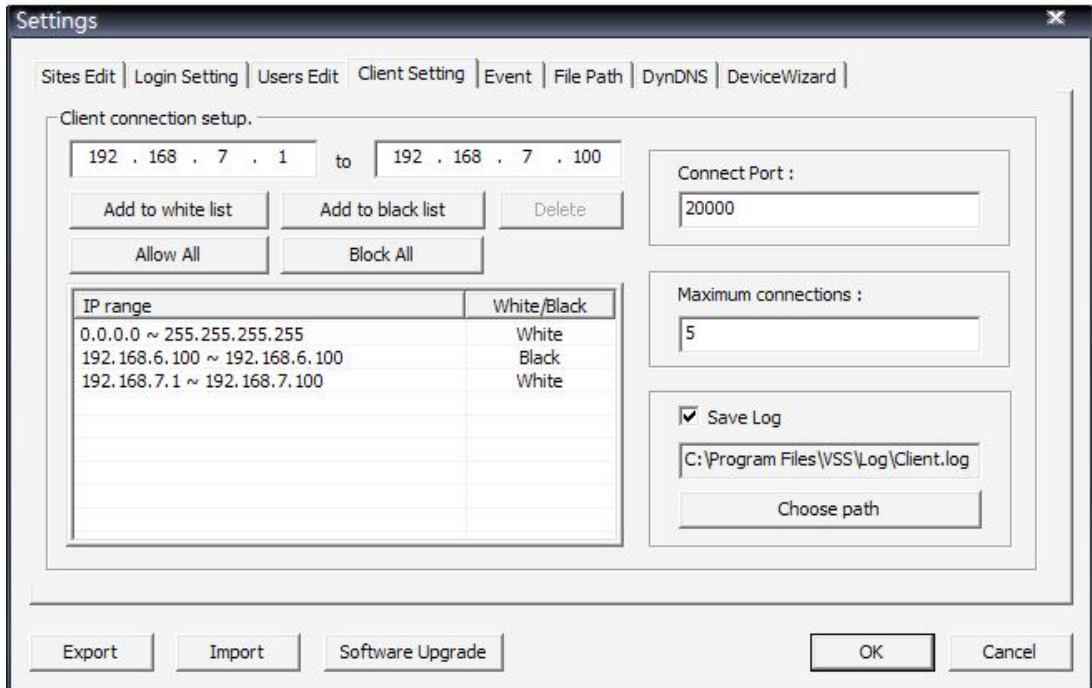 Settings
Sites Edit | Login Setting | Users Edit | Client Setting | Event | File Path | DynDNS | DeviceWizard
Client connection setup.
192 . 168 . 7 . 1 to 192 . 168 . 7 . 100
Add to white list Add to black list Delete
Allow All Block All
IP range White/Black
0.0.0.0 ~ 255.255.255.255 White
192.168.6.100 ~ 192.168.6.100 Black
192.168.7.1 ~ 192.168.7.100 White
Connect Port :
20000
Maximum connections :
5
Save Log
C:\Program Files\VSS\Log\Client.log
Choose path
Export Import Software Upgrade OK Cancel